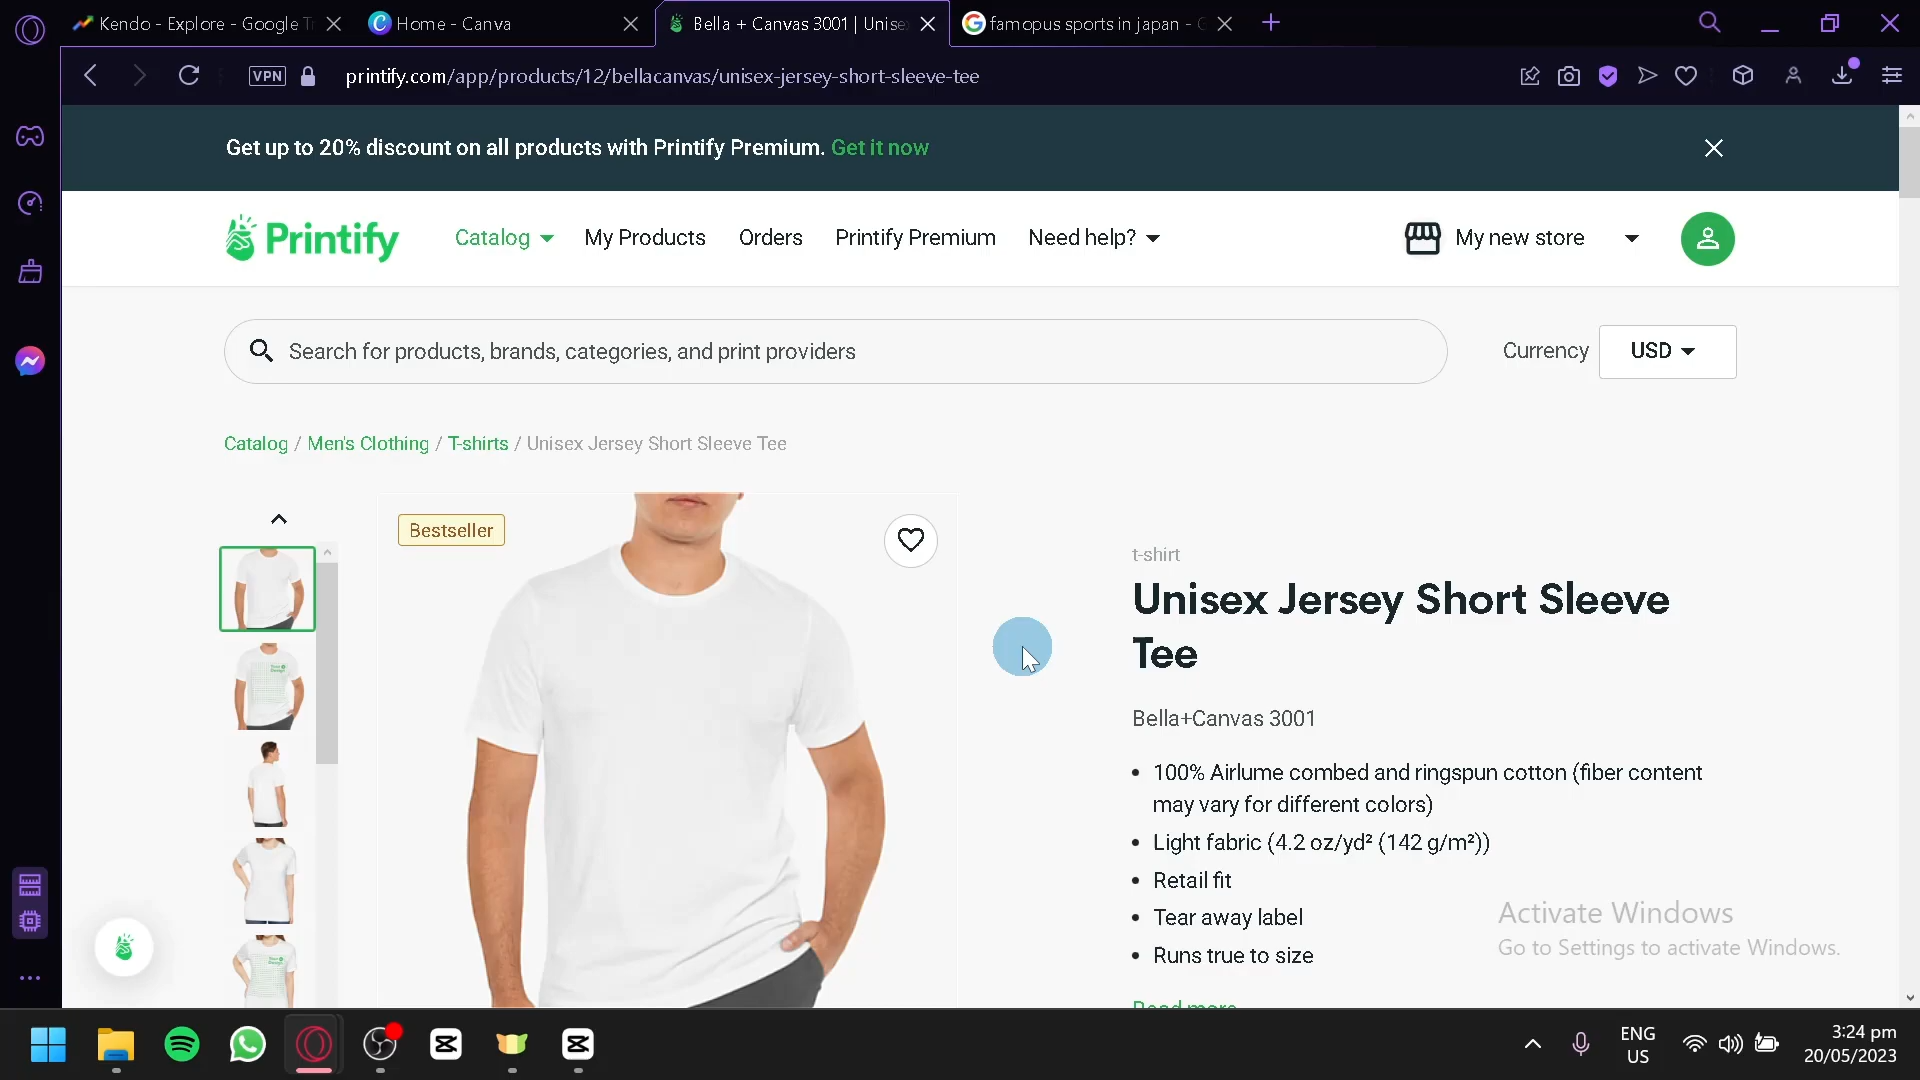 Kendo - Explore - Google Tr
Home - Canva
Bella + Canvas 3001 | Unise
famopus sports in japan - G
VPN
printify.com/app/products/12/bellacanvas/unisex-jersey-short-sleeve-tee
Get up to 20% discount on all products with Printify Premium. Get it now
Printify
Catalog
My Products
Orders
Printify Premium
Need help?
My new store
Search for products, brands, categories, and print providers
Currency
USD
Catalog / Men's Clothing / T-shirts / Unisex Jersey Short Sleeve Tee
Bestseller
t-shirt
Unisex Jersey Short Sleeve
Tee
Bella+Canvas 3001
• 100% Airlume combed and ringspun cotton (fiber content
may vary for different colors)
• Light fabric (4.2 oz/yd² (142 g/m²))
• Retail fit
• Tear away label
• Runs true to size
Read more
Activate Windows
Go to Settings to activate Windows.
ENG
US
3:24 pm
20/05/2023